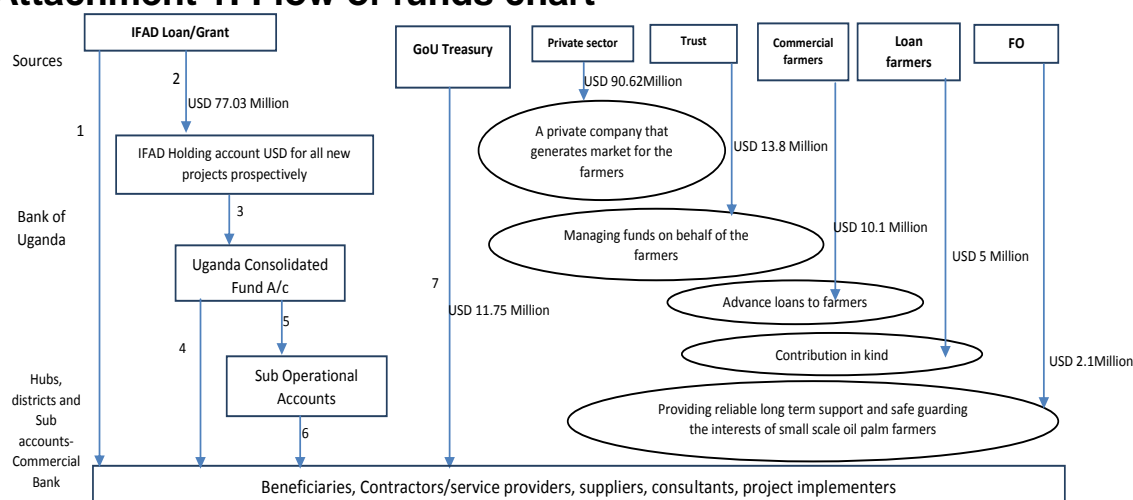 Attachment 1: Flow of funds chart
IFAD Loan/Grant
GoU Treasury
Private sector
Trust
Commercial
farmers
Loan
farmers
FO
Sources
2
USD 77.03 Million
USD 90.62Million
1
A private company that
generates market for the
farmers
USD 13.8 Million
IFAD Holding account USD for all new
projects prospectively
3
Bank of
Uganda
Managing funds on behalf of the
farmers
USD 10.1 Million
USD 5 Million
Uganda Consolidated
Fund A/c
7
USD 11.75 Million
Advance loans to farmers
5
4
Contribution in kind
USD 2.1Million
Sub Operational
Accounts
Hubs,
districts and
Sub
accounts-
Commercial
Bank
Providing reliable long term support and safe guarding
the interests of small scale oil palm farmers
6
Beneficiaries, Contractors/service providers, suppliers, consultants, project implementers